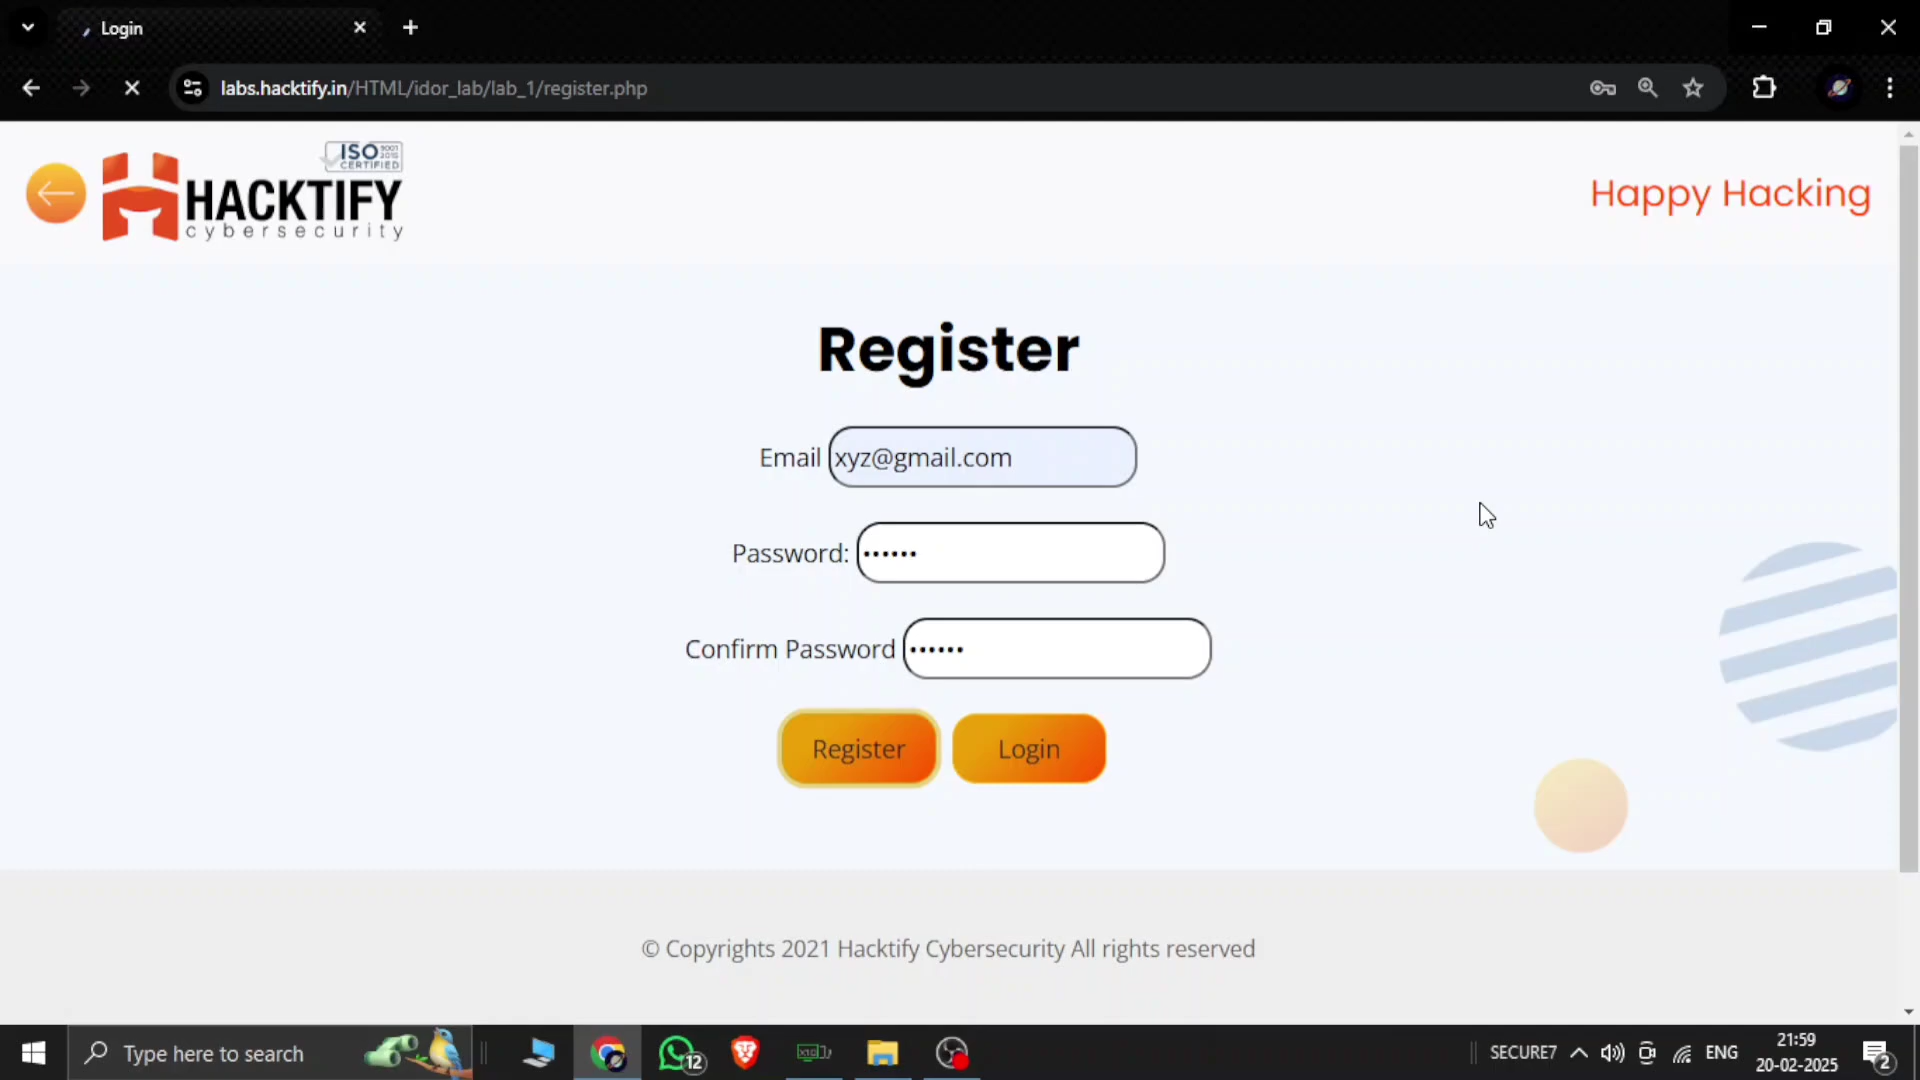 Login
labs.hacktify.in/HTML/idor_lab/lab_1/register.php
ISO 9001 2015
CERTIFIED
HACKTIFY
cybersecurity
Happy Hacking
Register
Email xyz@gmail.com
Password: ••••••
Confirm Password ••••••
Register Login
© Copyrights 2021 Hacktify Cybersecurity All rights reserved
Type here to search
12
SECURE7
ENG
21:59
20-02-2025
2